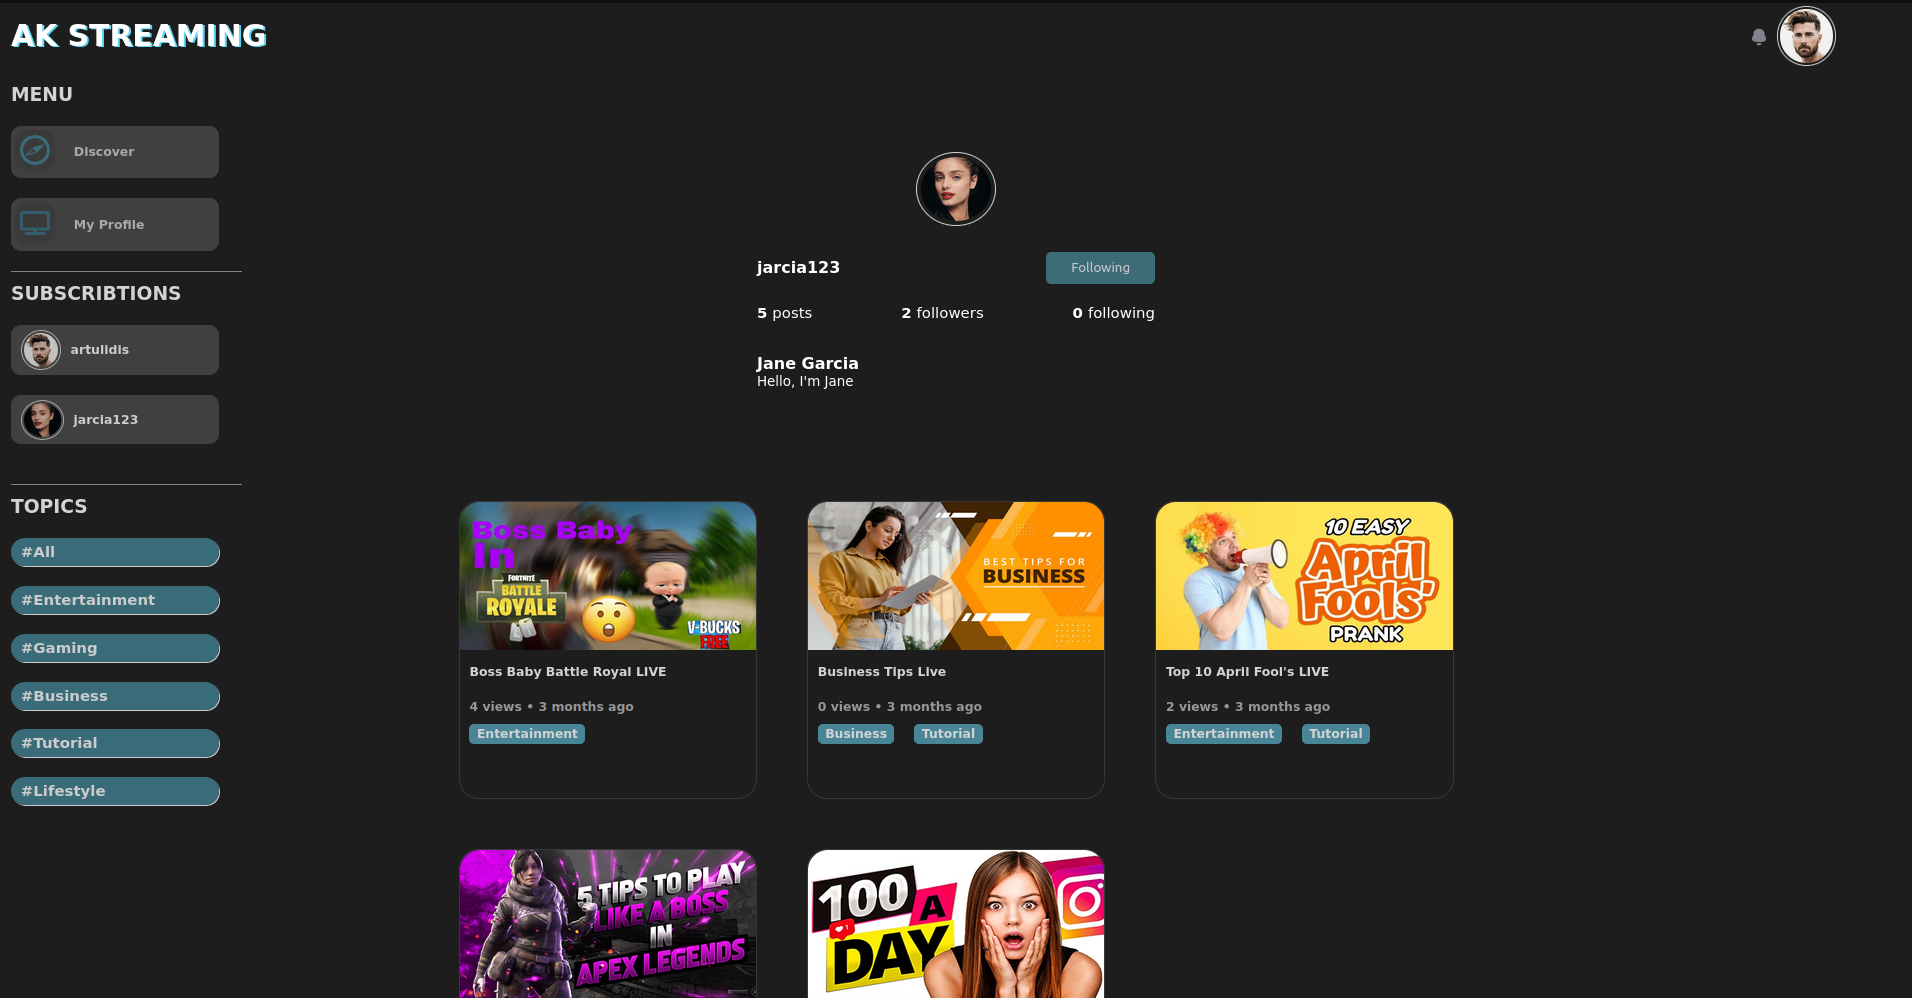 AK STREAMING
MENU
Discover
My Profile
SUBSCRIBTIONS
artulidis
jarcia123
TOPICS
#All
#Entertainment
#Gaming
#Business
#Tutorial
#Lifestyle
jarcia123
Following
5 posts
2 followers
0 following
Jane Garcia
Hello, I'm Jane
Boss Baby
In
FORTNITE
BATTLE
ROYALE
V-BUCKS
FREE
Boss Baby Battle Royal LIVE
4 views • 3 months ago
Entertainment
BEST TIPS FOR
BUSINESS
Business Tips Live
0 views • 3 months ago
Business
Tutorial
10 EASY
April
Fools'
PRANK
Top 10 April Fool's LIVE
2 views • 3 months ago
Entertainment
Tutorial
5 TIPS TO PLAY
LIKE A BOSS
IN
APEX LEGENDS
100
A
1
DAY